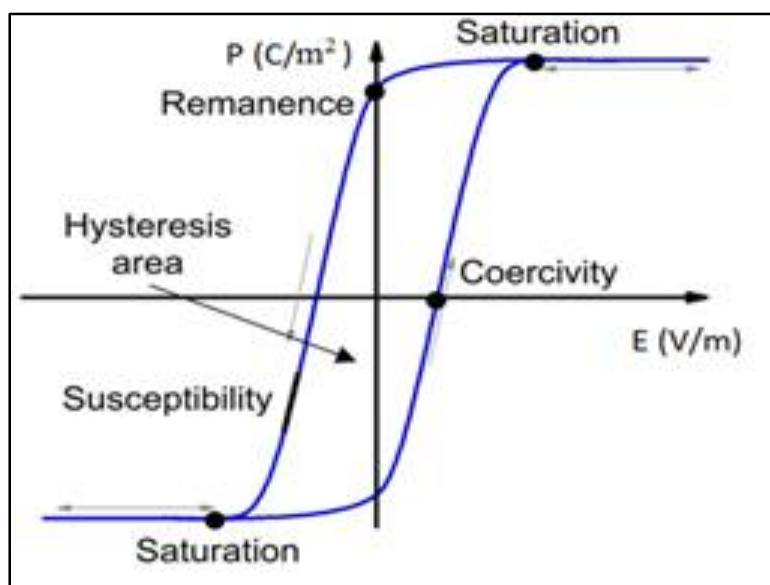 Saturation
P (C/m²)
Remanence
Hysteresis
area
Coercivity
E (V/m)
Susceptibility
Saturation